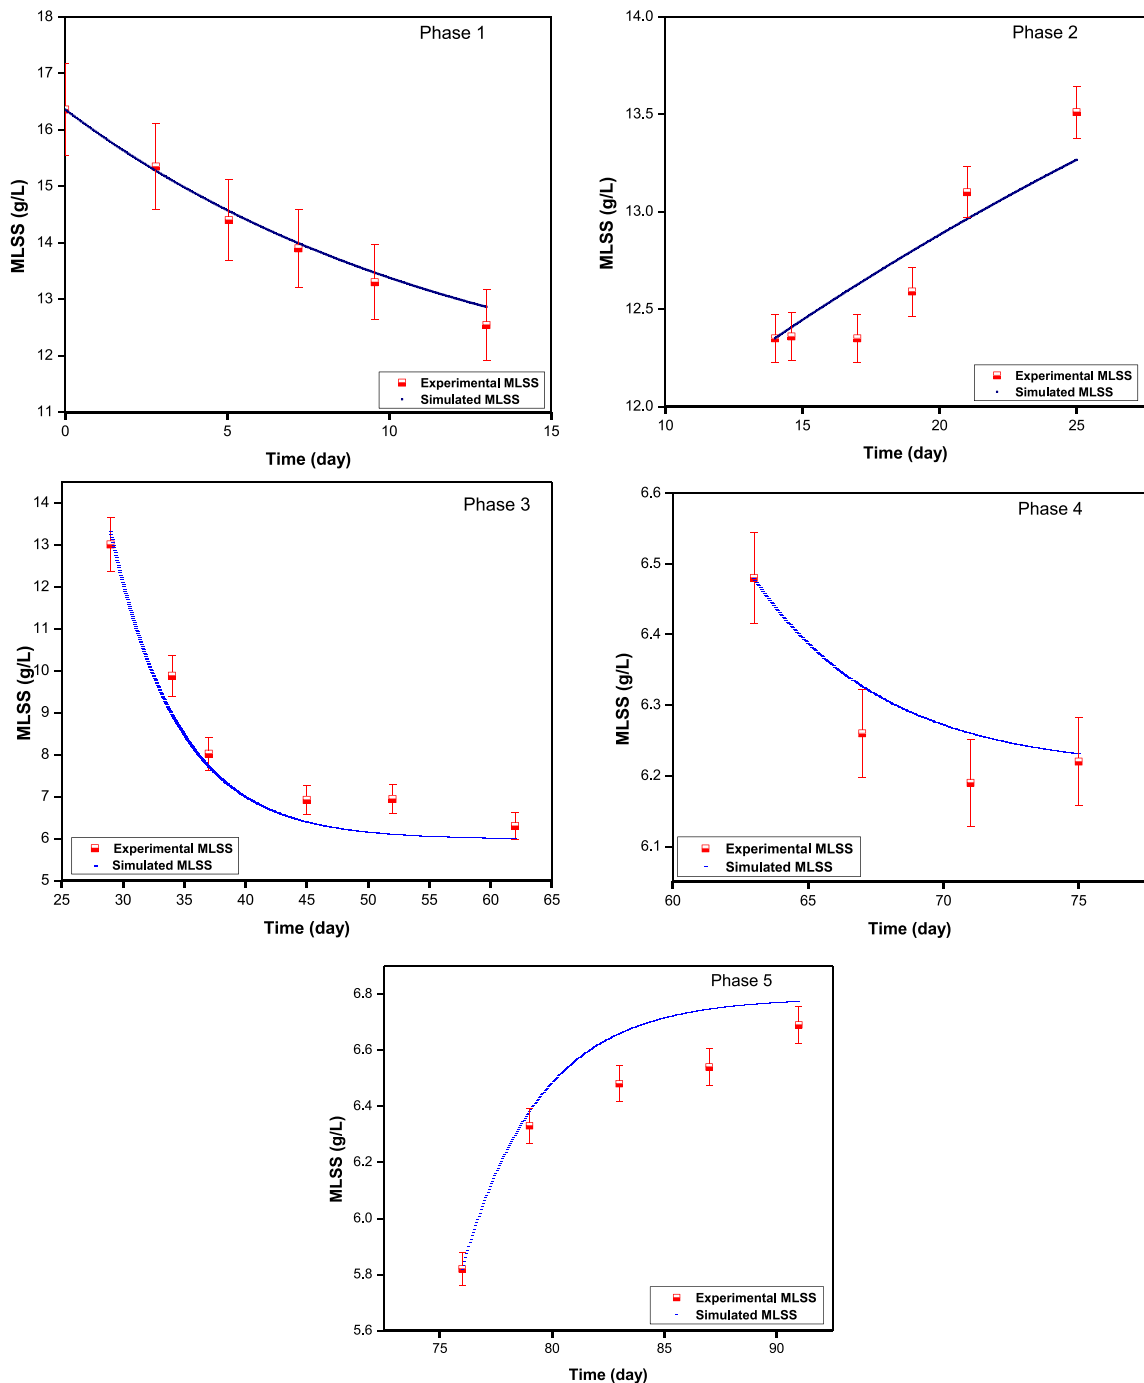 Phase 1
18
17
16
15
14
13
12
11
MLSS (g/L)
0
5
10
15
Time (day)
Experimental MLSS
Simulated MLSS
Phase 2
14.0
13.5
13.0
12.5
12.0
MLSS (g/L)
10
15
20
25
Time (day)
Experimental MLSS
Simulated MLSS
Phase 3
14
13
12
11
10
9
8
7
6
5
MLSS (g/L)
25
30
35
40
45
50
55
60
65
Time (day)
Experimental MLSS
Simulated MLSS
Phase 4
6.6
6.5
6.4
6.3
6.2
6.1
MLSS (g/L)
60
65
70
75
Time (day)
Experimental MLSS
Simulated MLSS
Phase 5
6.8
6.6
6.4
6.2
6.0
5.8
5.6
MLSS (g/L)
75
80
85
90
Time (day)
Experimental MLSS
Simulated MLSS